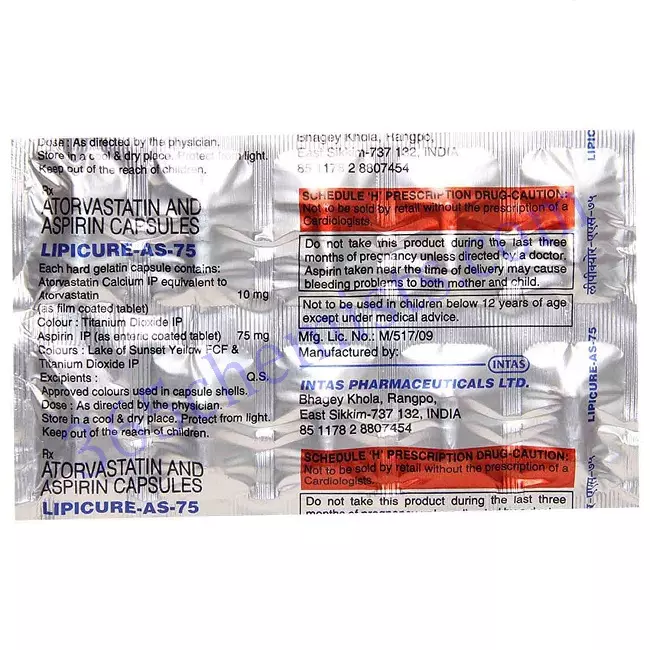 Dose : As directed by the physician.
Store in a cool & dry place. Protect from light.
Keep out of the reach of children.
Rx
ATORVASTATIN AND
ASPIRIN CAPSULES
LIPICURE-AS-75
Each hard gelatin capsule contains:
Atorvastatin Calcium IP equivalent to
Atorvastatin 10 mg
(as film coated tablet)
Colour : Titanium Dioxide IP
Aspirin IP (as enteric coated tablet) 75 mg
Colours : Lake of Sunset Yellow FCF &
Titanium Dioxide IP
Excipients : Q.S.
Approved colours used in capsule shells.
Dose : As directed by the physician.
Store in a cool & dry place. Protect from light.
Keep out of the reach of children.
Rx
ATORVASTATIN AND
ASPIRIN CAPSULES
LIPICURE-AS-75
Bhagey Khola, Rangpo,
East Sikkim-737 132, INDIA
85 1178 2 8807454
SCHEDULE 'H' PRESCRIPTION DRUG-CAUTION:
Not to be sold by retail without the prescription of a
Cardiologists.
Do not take this product during the last three
months of pregnancy unless directed by a doctor.
Aspirin taken near the time of delivery may cause
bleeding problems to both mother and child.
Not to be used in children below 12 years of age
except under medical advice.
Mfg. Lic. No.: M/517/09
Manufactured by:
INTAS
INTAS PHARMACEUTICALS LTD.
Bhagey Khola, Rangpo,
East Sikkim-737 132, INDIA
85 1178 2 8807454
SCHEDULE 'H' PRESCRIPTION DRUG-CAUTION:
Not to be sold by retail without the prescription of a
Cardiologists.
Do not take this product during the last three
LIPIC
लिपीक्योर-एएस-७५
LIPICURE-AS-75
र-एएस-७५